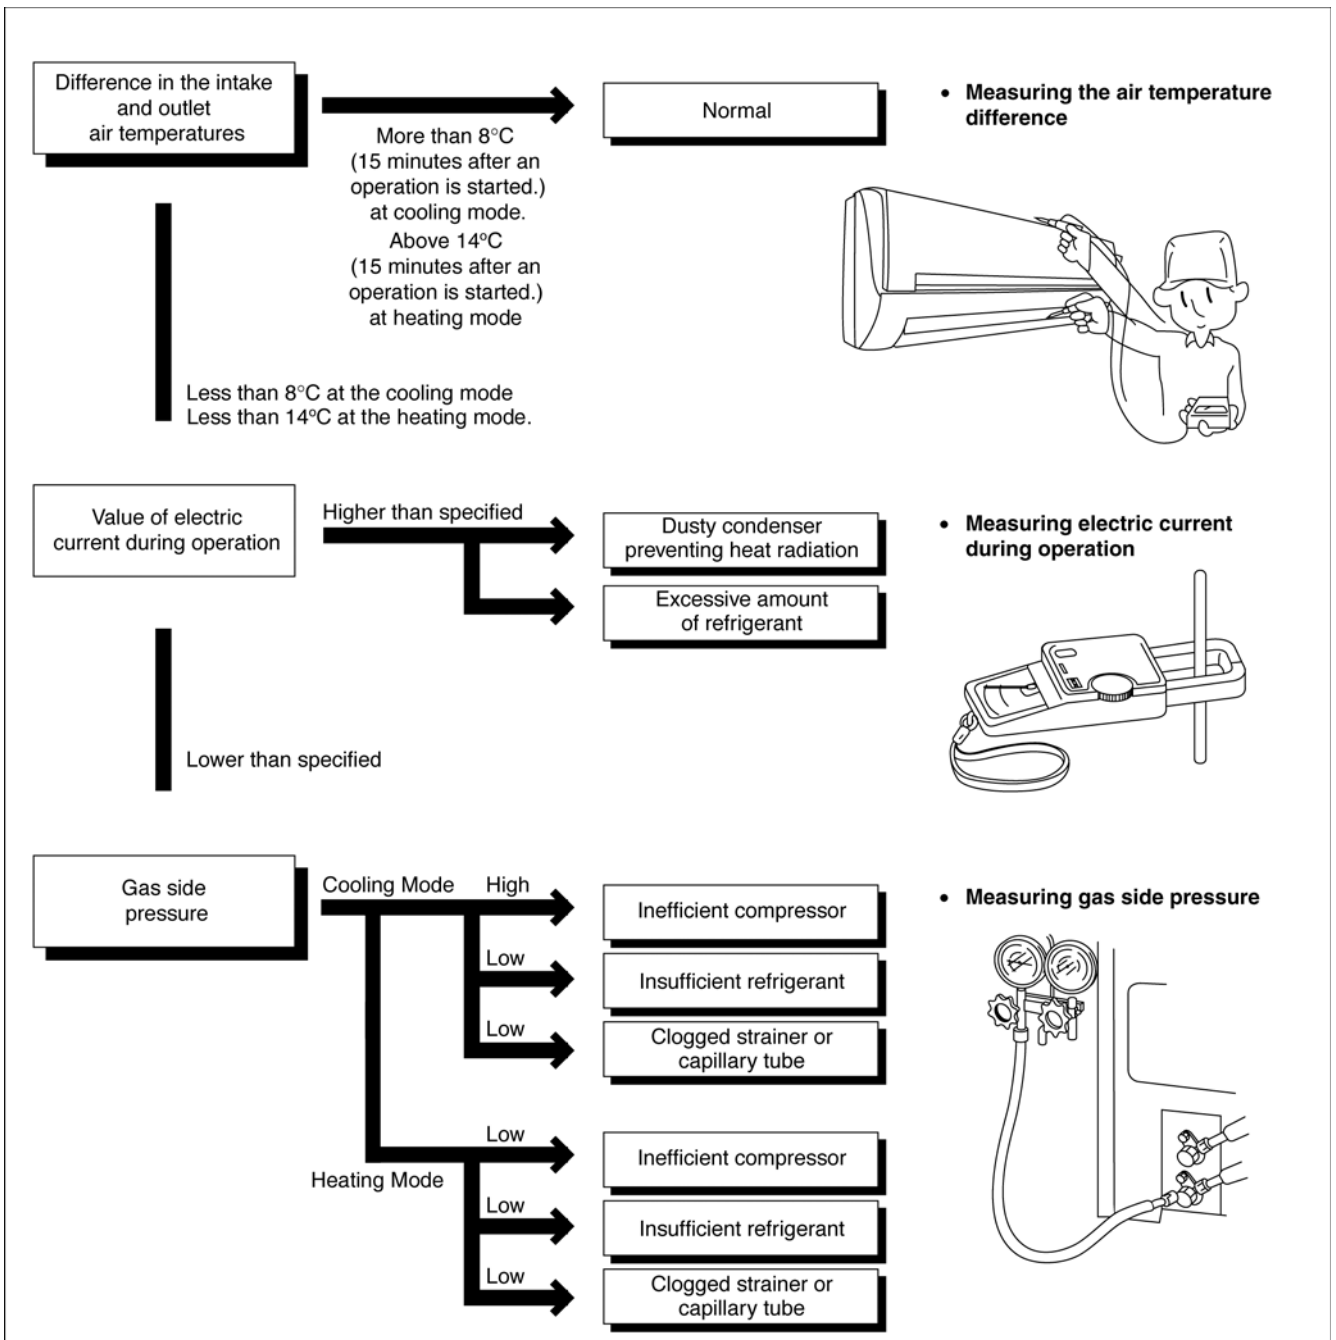 Difference in the intake
and outlet
air temperatures
More than 8°C
(15 minutes after an
operation is started.)
at cooling mode.
Above 14°C
(15 minutes after an
operation is started.)
at heating mode
Normal
• Measuring the air temperature
difference
Less than 8°C at the cooling mode
Less than 14°C at the heating mode.
Value of electric
current during operation
Higher than specified
Dusty condenser
preventing heat radiation
Excessive amount
of refrigerant
• Measuring electric current
during operation
Lower than specified
Gas side
pressure
Cooling Mode
High
Inefficient compressor
Low
Insufficient refrigerant
Low
Clogged strainer or
capillary tube
• Measuring gas side pressure
Heating Mode
Low
Inefficient compressor
Low
Insufficient refrigerant
Low
Clogged strainer or
capillary tube